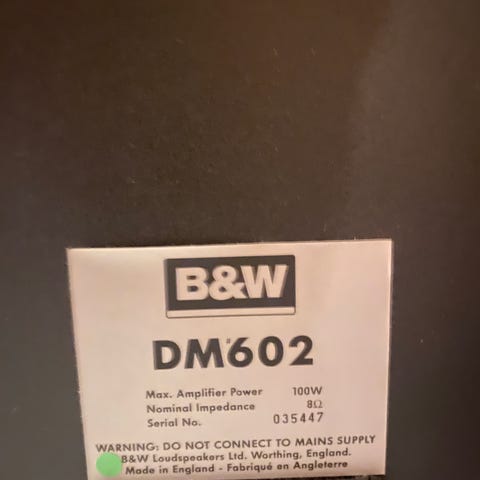 B&W
DM602
Max. Amplifier Power 100W
Nominal Impedance 8Ω
Serial No. 035447
WARNING: DO NOT CONNECT TO MAINS SUPPLY
B&W Loudspeakers Ltd. Worthing, England.
Made in England - Fabriqué en Angleterre